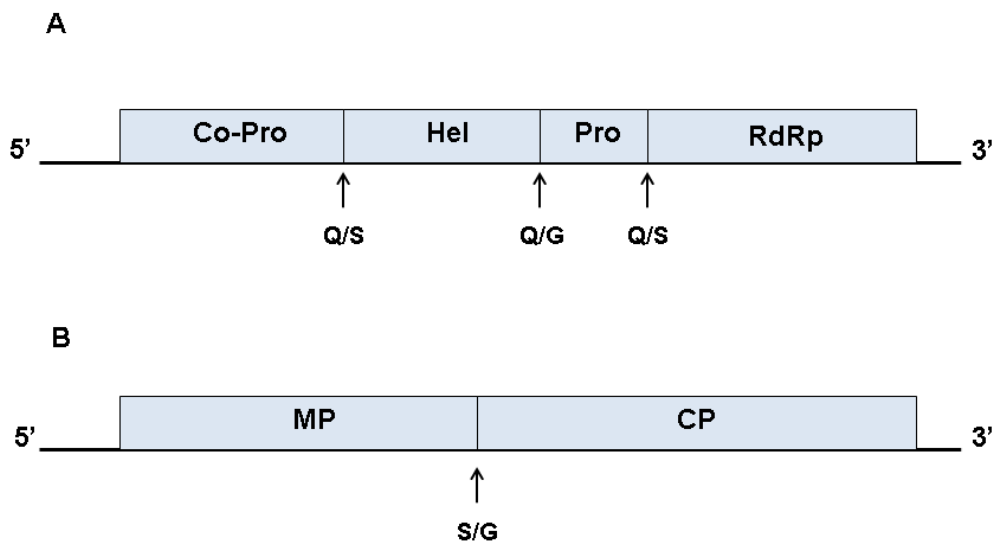 A
Co-Pro Hel Pro RdRp
5’ 3’
Q/S Q/G Q/S
B
MP CP
5’ 3’
S/G